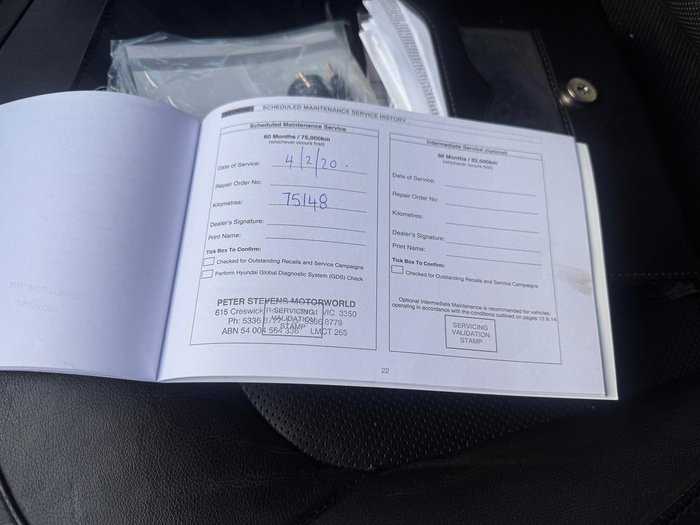 SCHEDULED MAINTENANCE SERVICE HISTORY
Scheduled Maintenance Service
60 Months / 75,000km
(whichever occurs first)
Date of Service: 4/2/20.
Repair Order No:
Kilometres: 75148
Dealer's Signature:
Print Name:
Tick Box To Confirm:
Checked for Outstanding Recalls and Service Campaigns
Perform Hyundai Global Diagnostic System (GDS) Check
PETER STEVENS MOTORWORLD
615 Creswick VIC 3350
Ph: 5336 8779
ABN 54 004 564 LMCT 265
SERVICING
VALIDATION
STAMP
Intermediate Service (Optional)
66 Months / 82,000km
(whichever occurs first)
Date of Service:
Repair Order No:
Kilometres:
Dealer's Signature:
Print Name:
Tick Box To Confirm:
Checked for Outstanding Recalls and Service Campaigns
Optional Intermediate Maintenance is recommended for vehicles
operating in accordance with the conditions outlined on pages 13 & 14
SERVICING
VALIDATION
STAMP
22